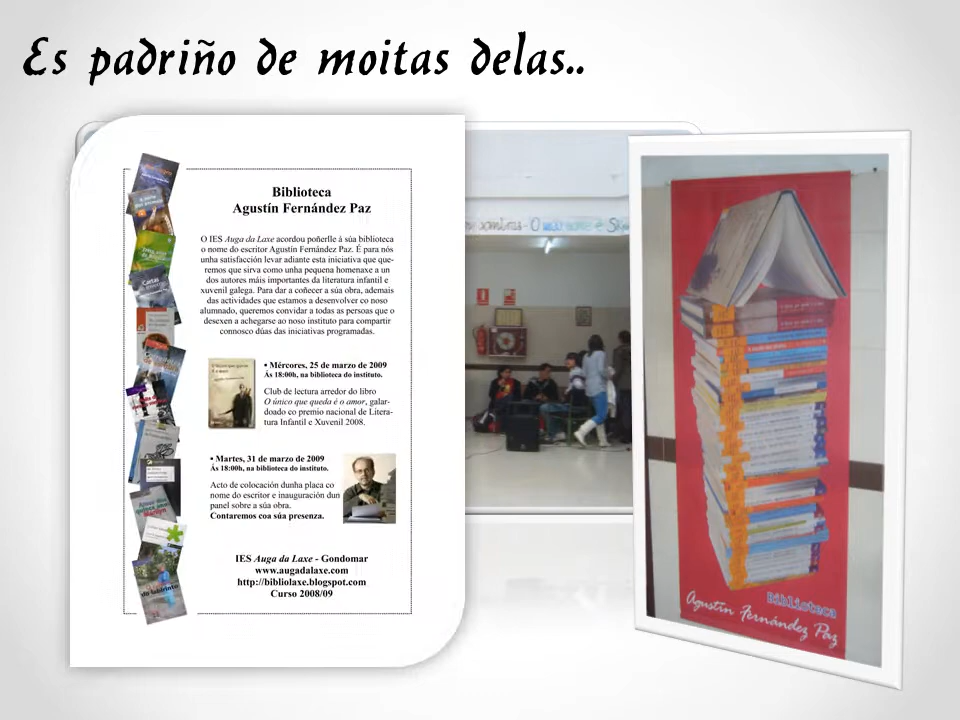 Es padriño de moitas delas..
Biblioteca
Agustín Fernández Paz
O IES Auga da Laxe acordou poñerlle á súa biblioteca
o nome do escritor Agustín Fernández Paz. É para nós
unha satisfacción levar adiante esta iniciativa que que-
remos que sirva como unha pequena homenaxe a un
dos autores máis importantes da literatura infantil e
xuvenil galega. Para dar a coñecer a súa obra, ademais
das actividades que estamos a desenvolver co noso
alumnado, queremos convidar a todas as persoas que o
desexen a achegarse ao noso instituto para compartir
connosco dúas das iniciativas programadas.
▪ Mércores, 25 de marzo de 2009
Ás 18:00h, na biblioteca do instituto.
Club de lectura arredor do libro
O único que queda é o amor, galar-
doado co premio nacional de Litera-
tura Infantil e Xuvenil 2008.
▪ Martes, 31 de marzo de 2009
Ás 18:00h, na biblioteca do instituto.
Acto de colocación dunha placa co
nome do escritor e inauguración dun
panel sobre a súa obra.
Contaremos coa súa presenza.
IES Auga da Laxe - Gondomar
www.augadalaxe.com
http://bibliolaxe.blogspot.com
Curso 2008/09
Cartas
Marilyn
do labirinto
Biblioteca
Agustín Fernández Paz